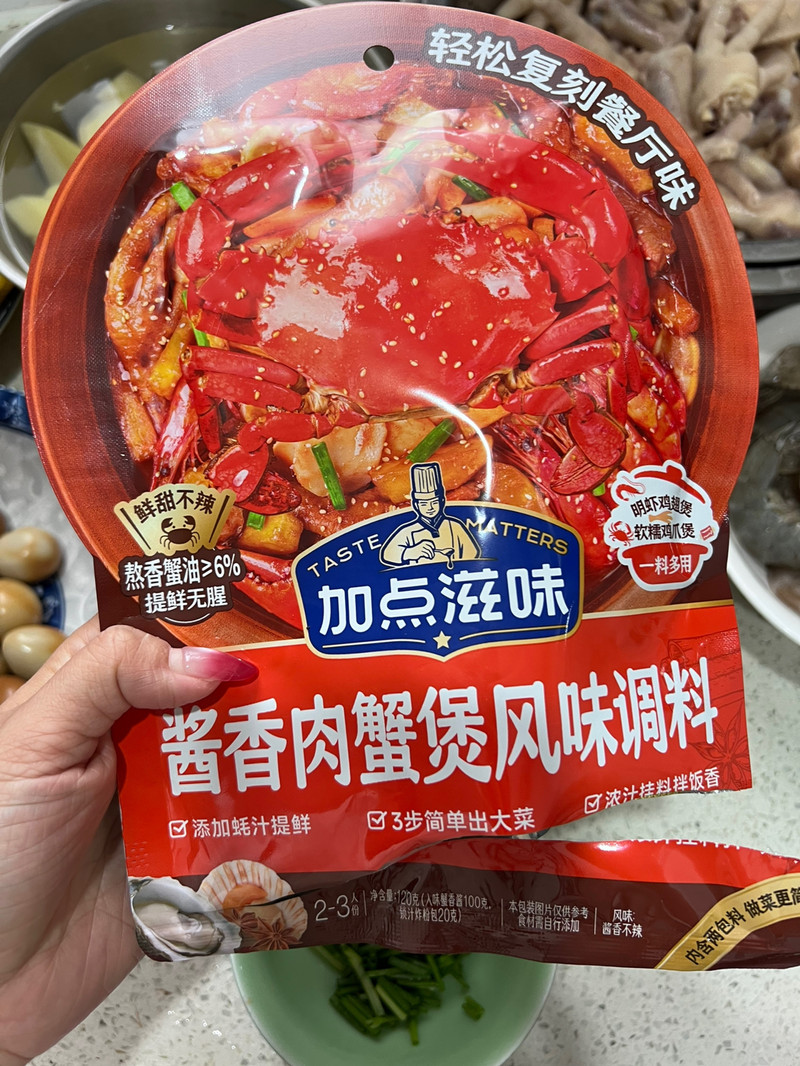 轻松复刻餐厅味
鲜甜不辣
熬香蟹油≥6%
提鲜无腥
TASTE MATTERS
加点滋味
明虾鸡翅煲
软糯鸡爪煲
一料多用
酱香肉蟹煲风味调料
添加蚝汁提鲜
3步简单出大菜
浓汁挂料拌饭香
2-3人份
净含量:120克(入味蟹香酱100克,
锁汁炸粉包20克)
本包装图片仅供参考
食材需自行添加
风味:
酱香不辣
内含两包料 做菜更简